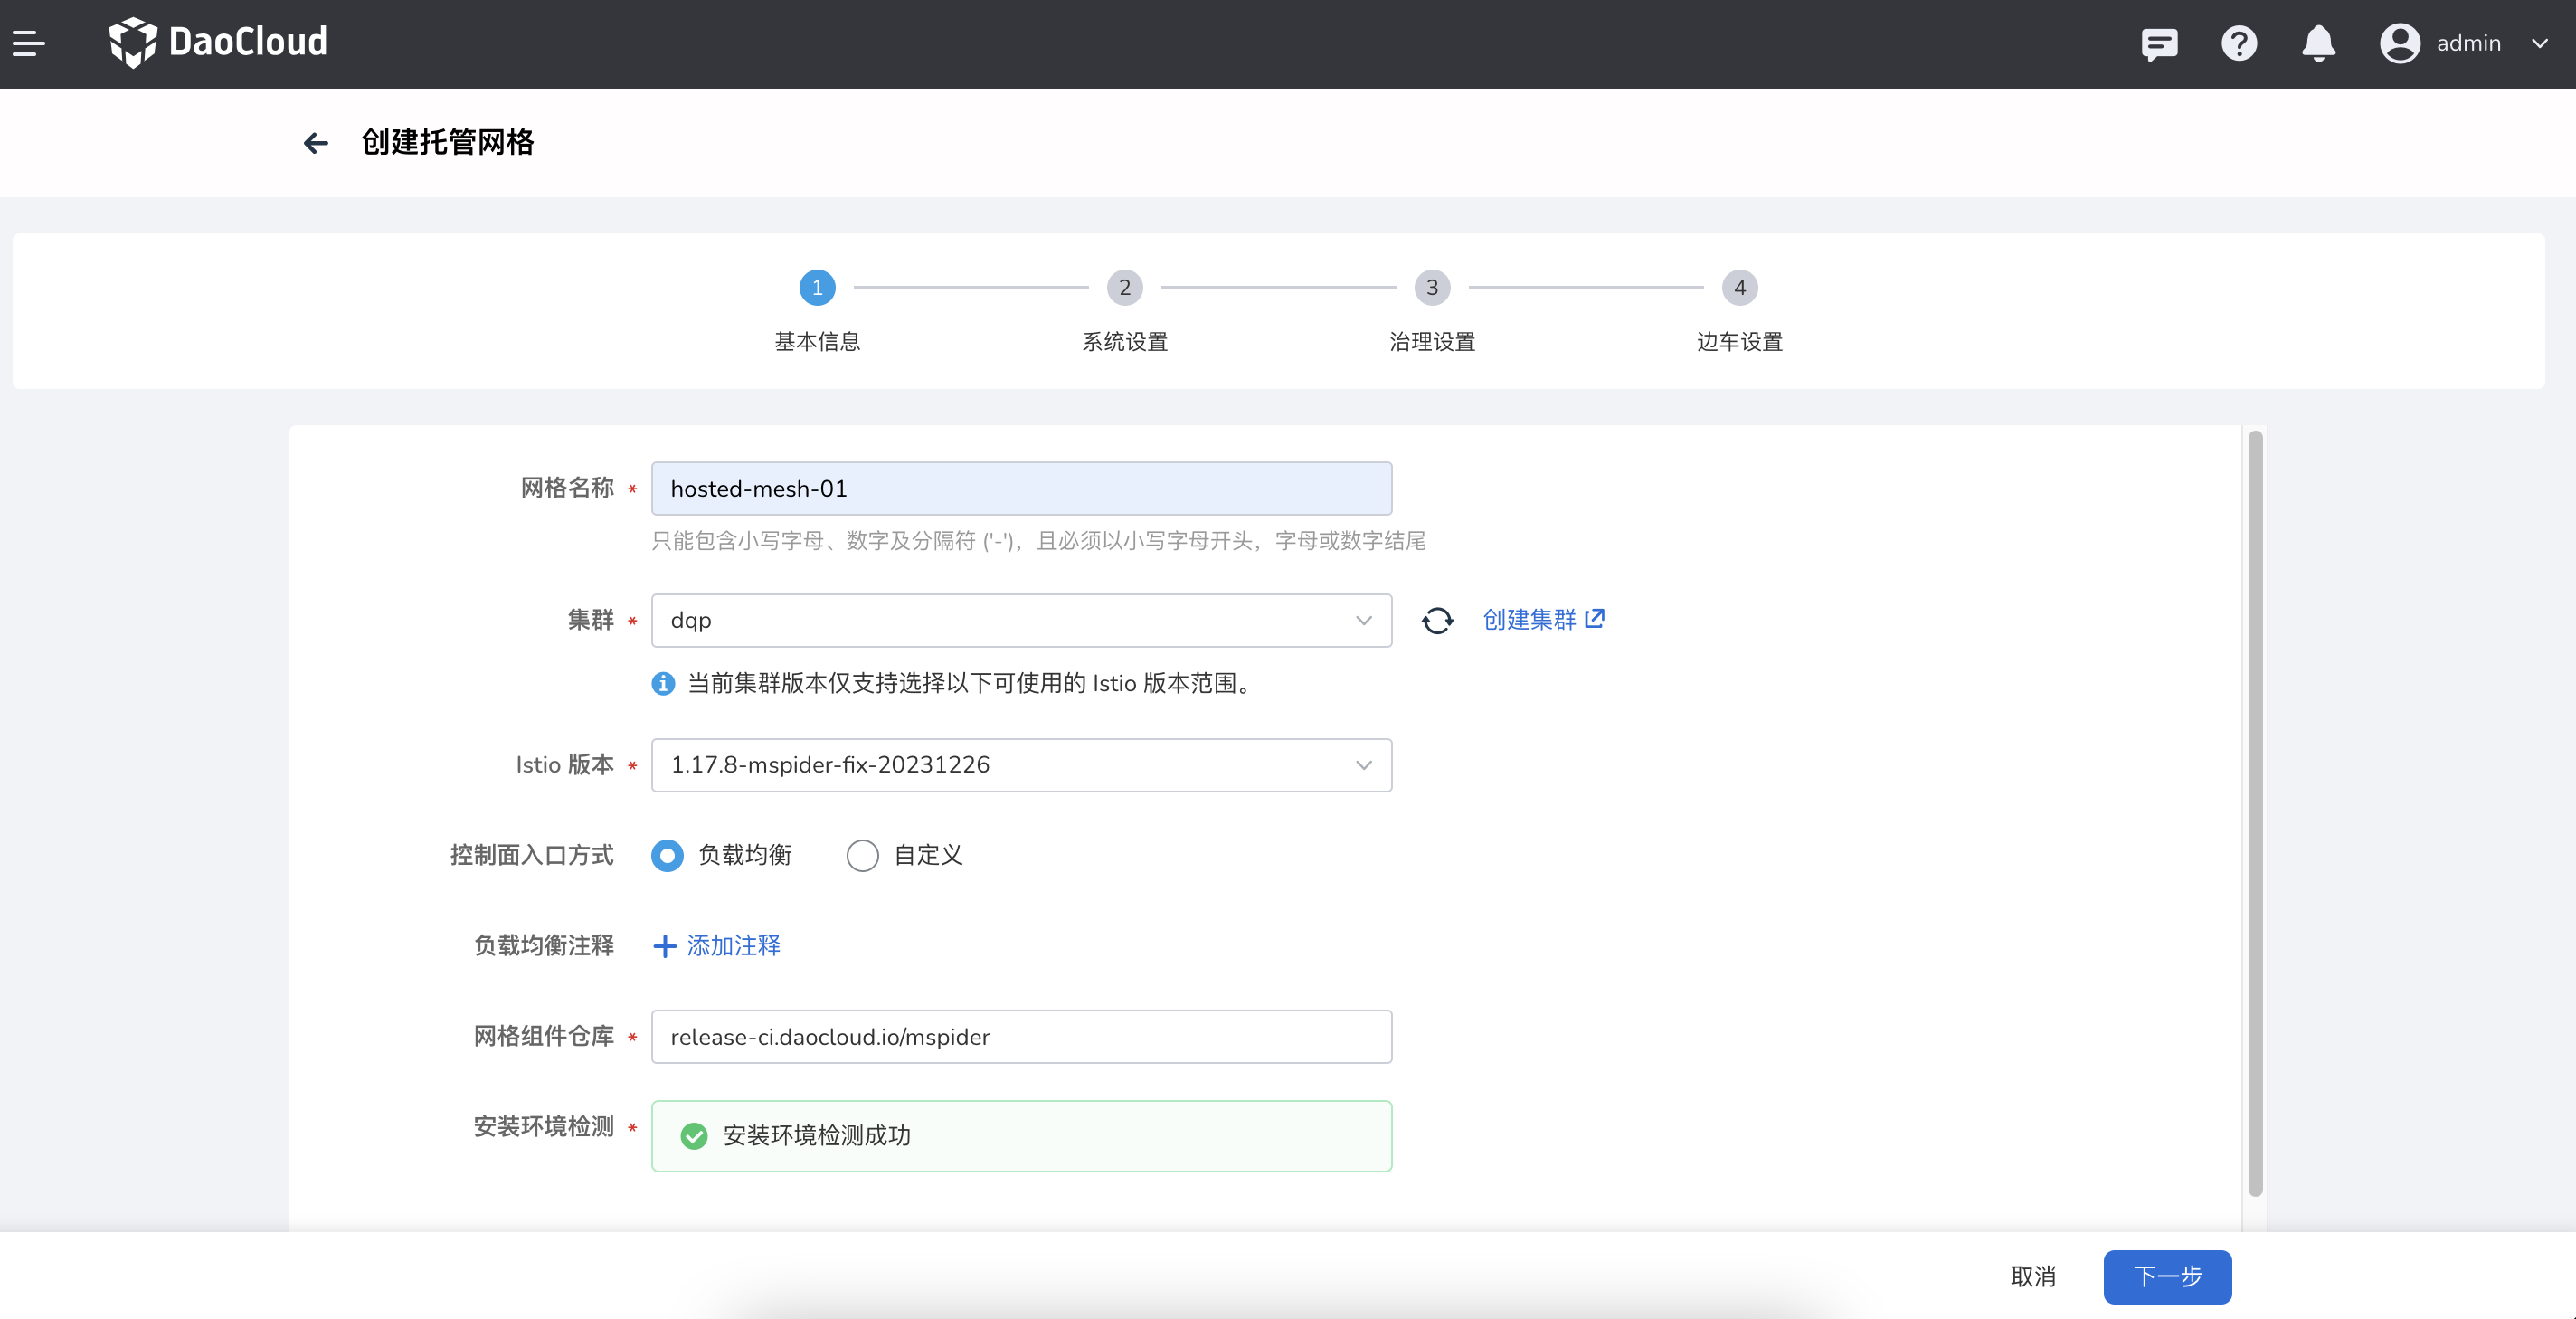 DaoCloud
admin
创建托管网格
1
2
3
4
基本信息
系统设置
治理设置
边车设置
网格名称 *
hosted-mesh-01
只能包含小写字母、数字及分隔符 ('-')，且必须以小写字母开头，字母或数字结尾
集群 *
dqp
创建集群
当前集群版本仅支持选择以下可使用的 Istio 版本范围。
Istio 版本 *
1.17.8-mspider-fix-20231226
控制面入口方式
负载均衡
自定义
负载均衡注释
添加注释
网格组件仓库 *
release-ci.daocloud.io/mspider
安装环境检测 *
安装环境检测成功
取消
下一步